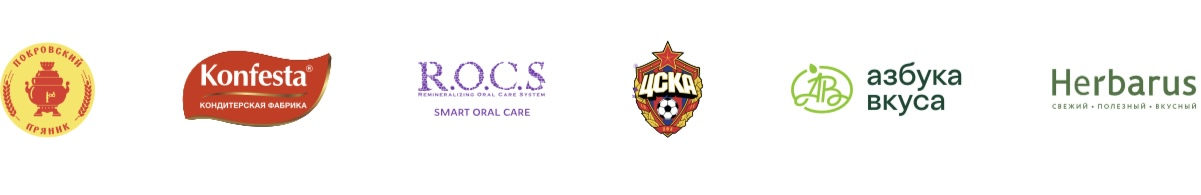 ПОКРОВСКИЙ
ПРЯНИК
Konfesta®
КОНДИТЕРСКАЯ ФАБРИКА
R.O.C.S
REMINERALIZING ORAL CARE SYSTEM
SMART ORAL CARE
ЦСКА
АВ
азбука
вкуса
Herbarus
СВЕЖИЙ • ПОЛЕЗНЫЙ • ВКУСНЫЙ